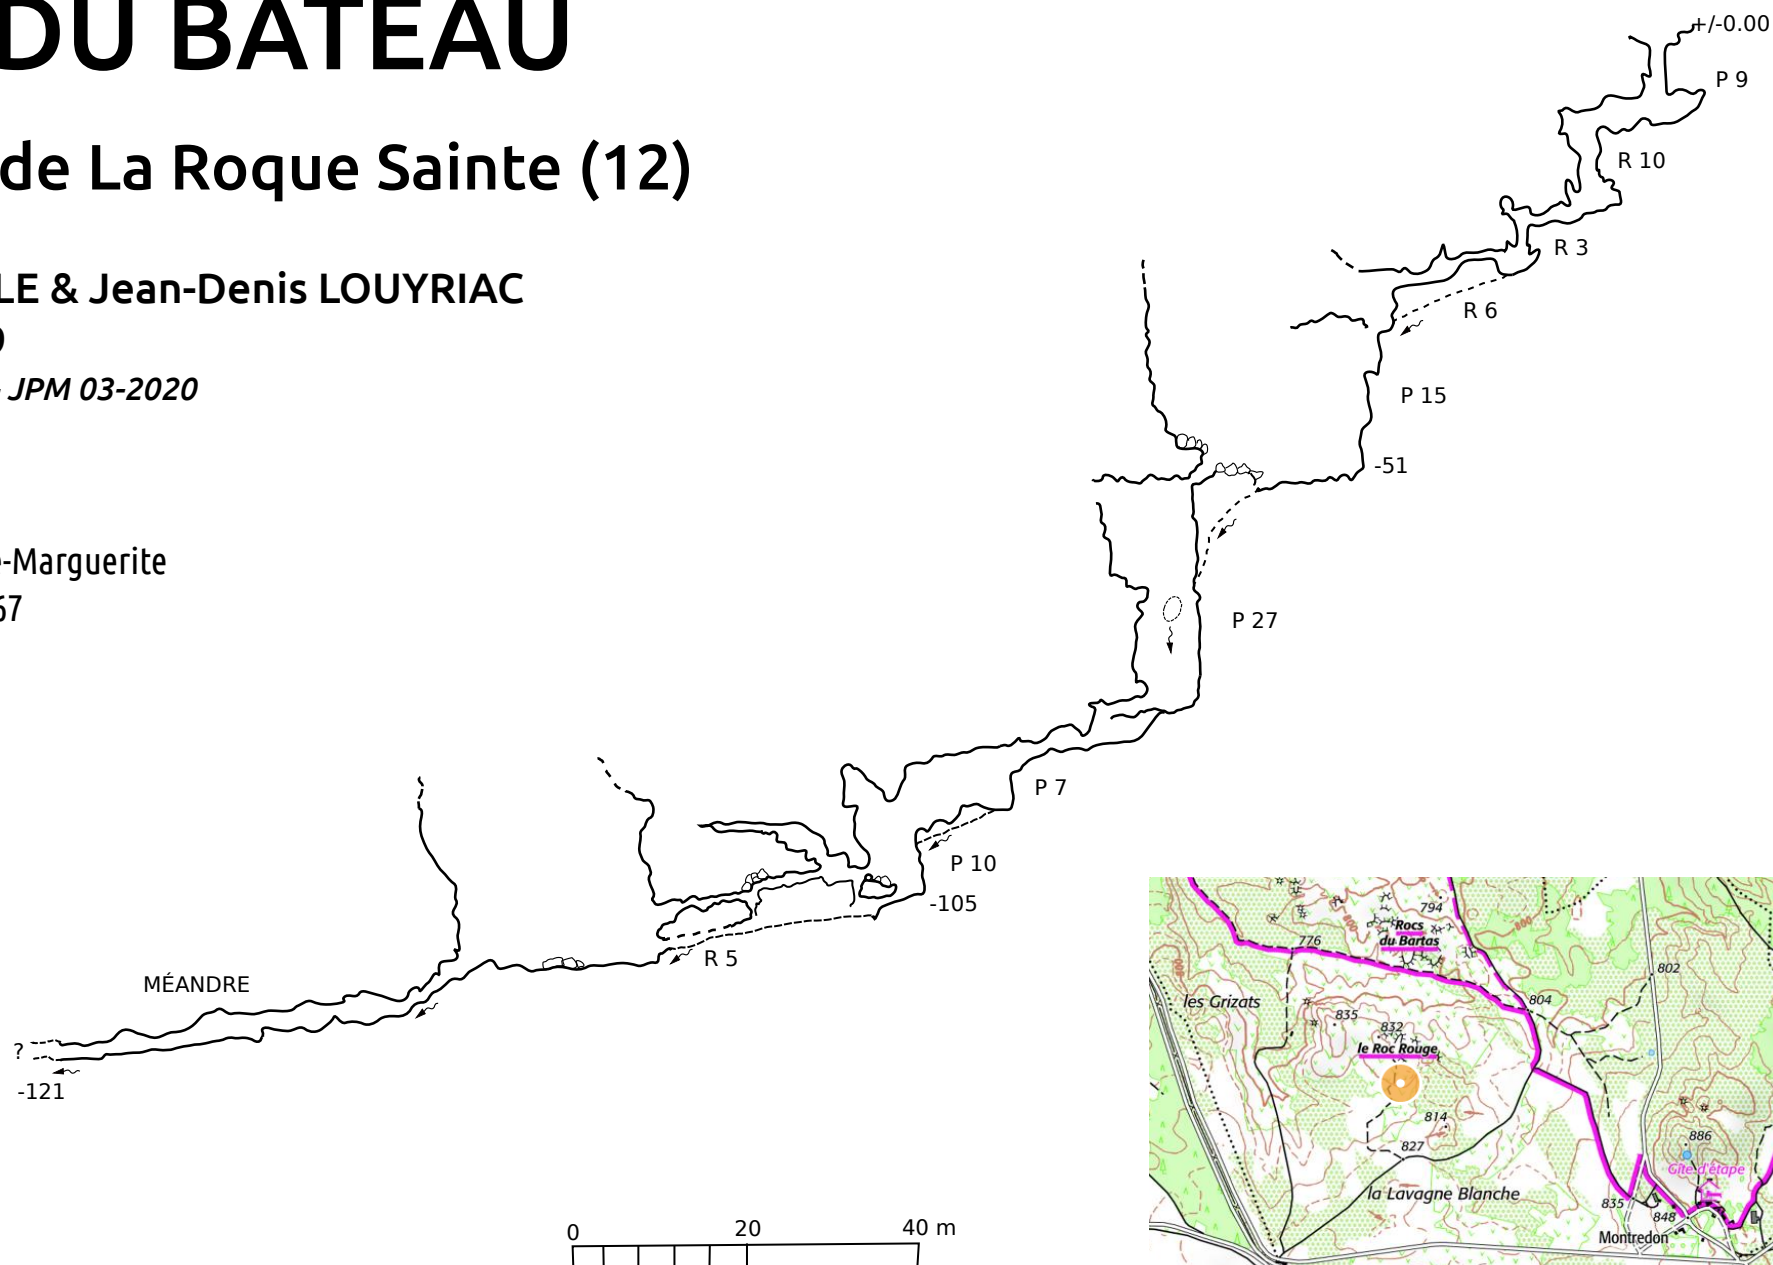 DU BATEAU
de La Roque Sainte (12)
LE & Jean-Denis LOUYRIAC
- JPM 03-2020
e-Marguerite
67
+/-0.00
P 9
R 10
R 3
R 6
P 15
-51
P 27
P 7
P 10
-105
R 5
MÉANDRE
?
-121
0 20 40 m
794
Rocs
du Bartas
776
800
800
802
les Grizats
804
835
832
le Roc Rouge
814
827
886
Gîte d'étape
la Lavagne Blanche
835
848
Montredon